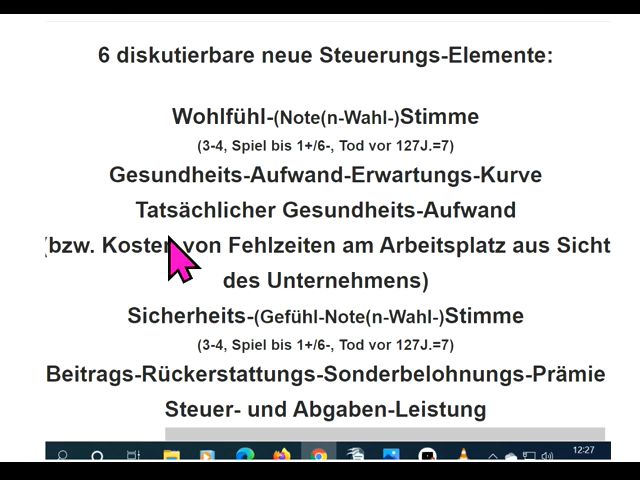 6 diskutierbare neue Steuerungs-Elemente:
Wohlfühl-(Note(n-Wahl-)Stimme
(3-4, Spiel bis 1+/6-, Tod vor 127J.=7)
Gesundheits-Aufwand-Erwartungs-Kurve
Tatsächlicher Gesundheits-Aufwand
(bzw. Kosten von Fehlzeiten am Arbeitsplatz aus Sicht
des Unternehmens)
Sicherheits-(Gefühl-Note(n-Wahl-)Stimme
(3-4, Spiel bis 1+/6-, Tod vor 127J.=7)
Beitrags-Rückerstattungs-Sonderbelohnungs-Prämie
Steuer- und Abgaben-Leistung
12:27